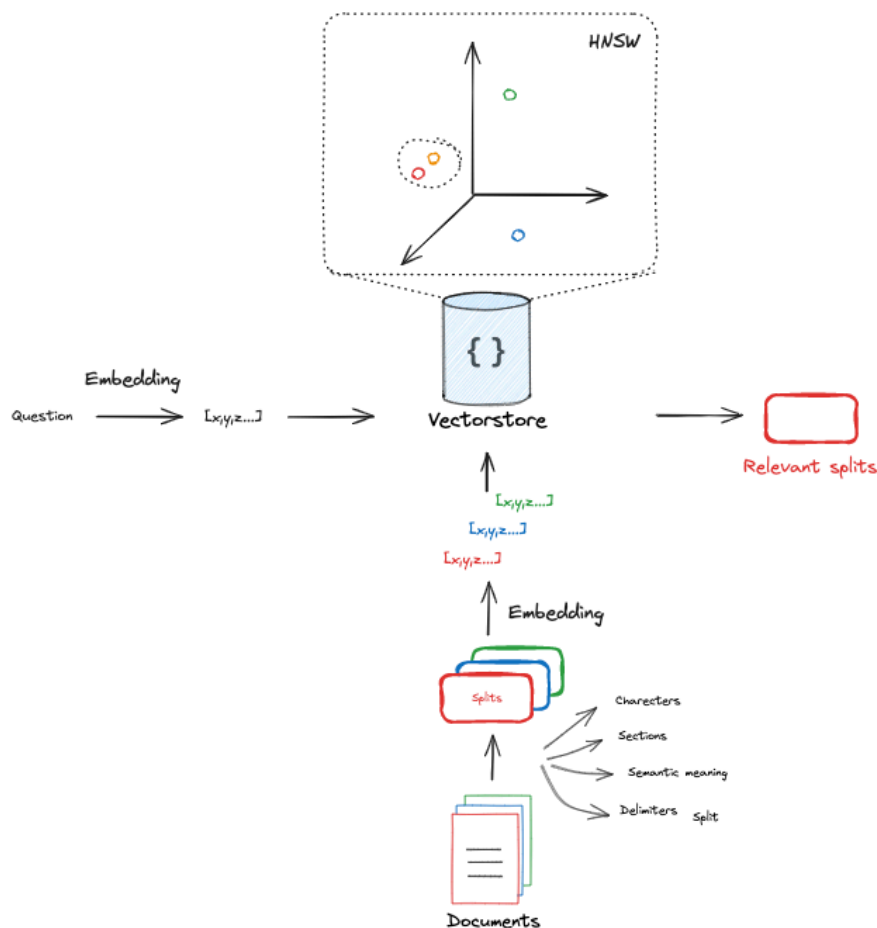 HNSW
{ }
Embedding
Question
[x,y,z...]
Vectorstore
Relevant splits
[x,y,z...]
[x,y,z...]
[x,y,z...]
Embedding
Splits
Charecters
Sections
Semantic meaning
Delimiters Split
Documents